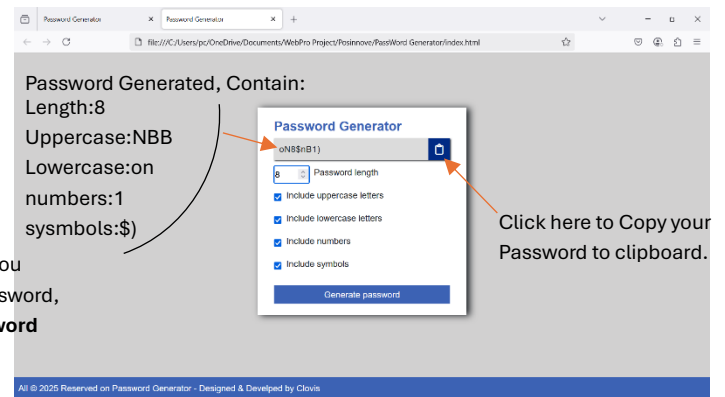 Password Generator
Password Generator
file:///C:/Users/pc/OneDrive/Documents/WebPro Project/Posinnove/PassWord Generator/index.html
Password Generated, Contain:
Length:8
Uppercase:NBB
Lowercase:on
numbers:1
sysmbols:$)
ou
sword,
vord
Password Generator
oN8$nB1)
8 Password length
Include uppercase letters
Include lowercase letters
Include numbers
Include symbols
Generate password
Click here to Copy your
Password to clipboard.
All © 2025 Reserved on Password Generator - Designed & Develped by Clovis